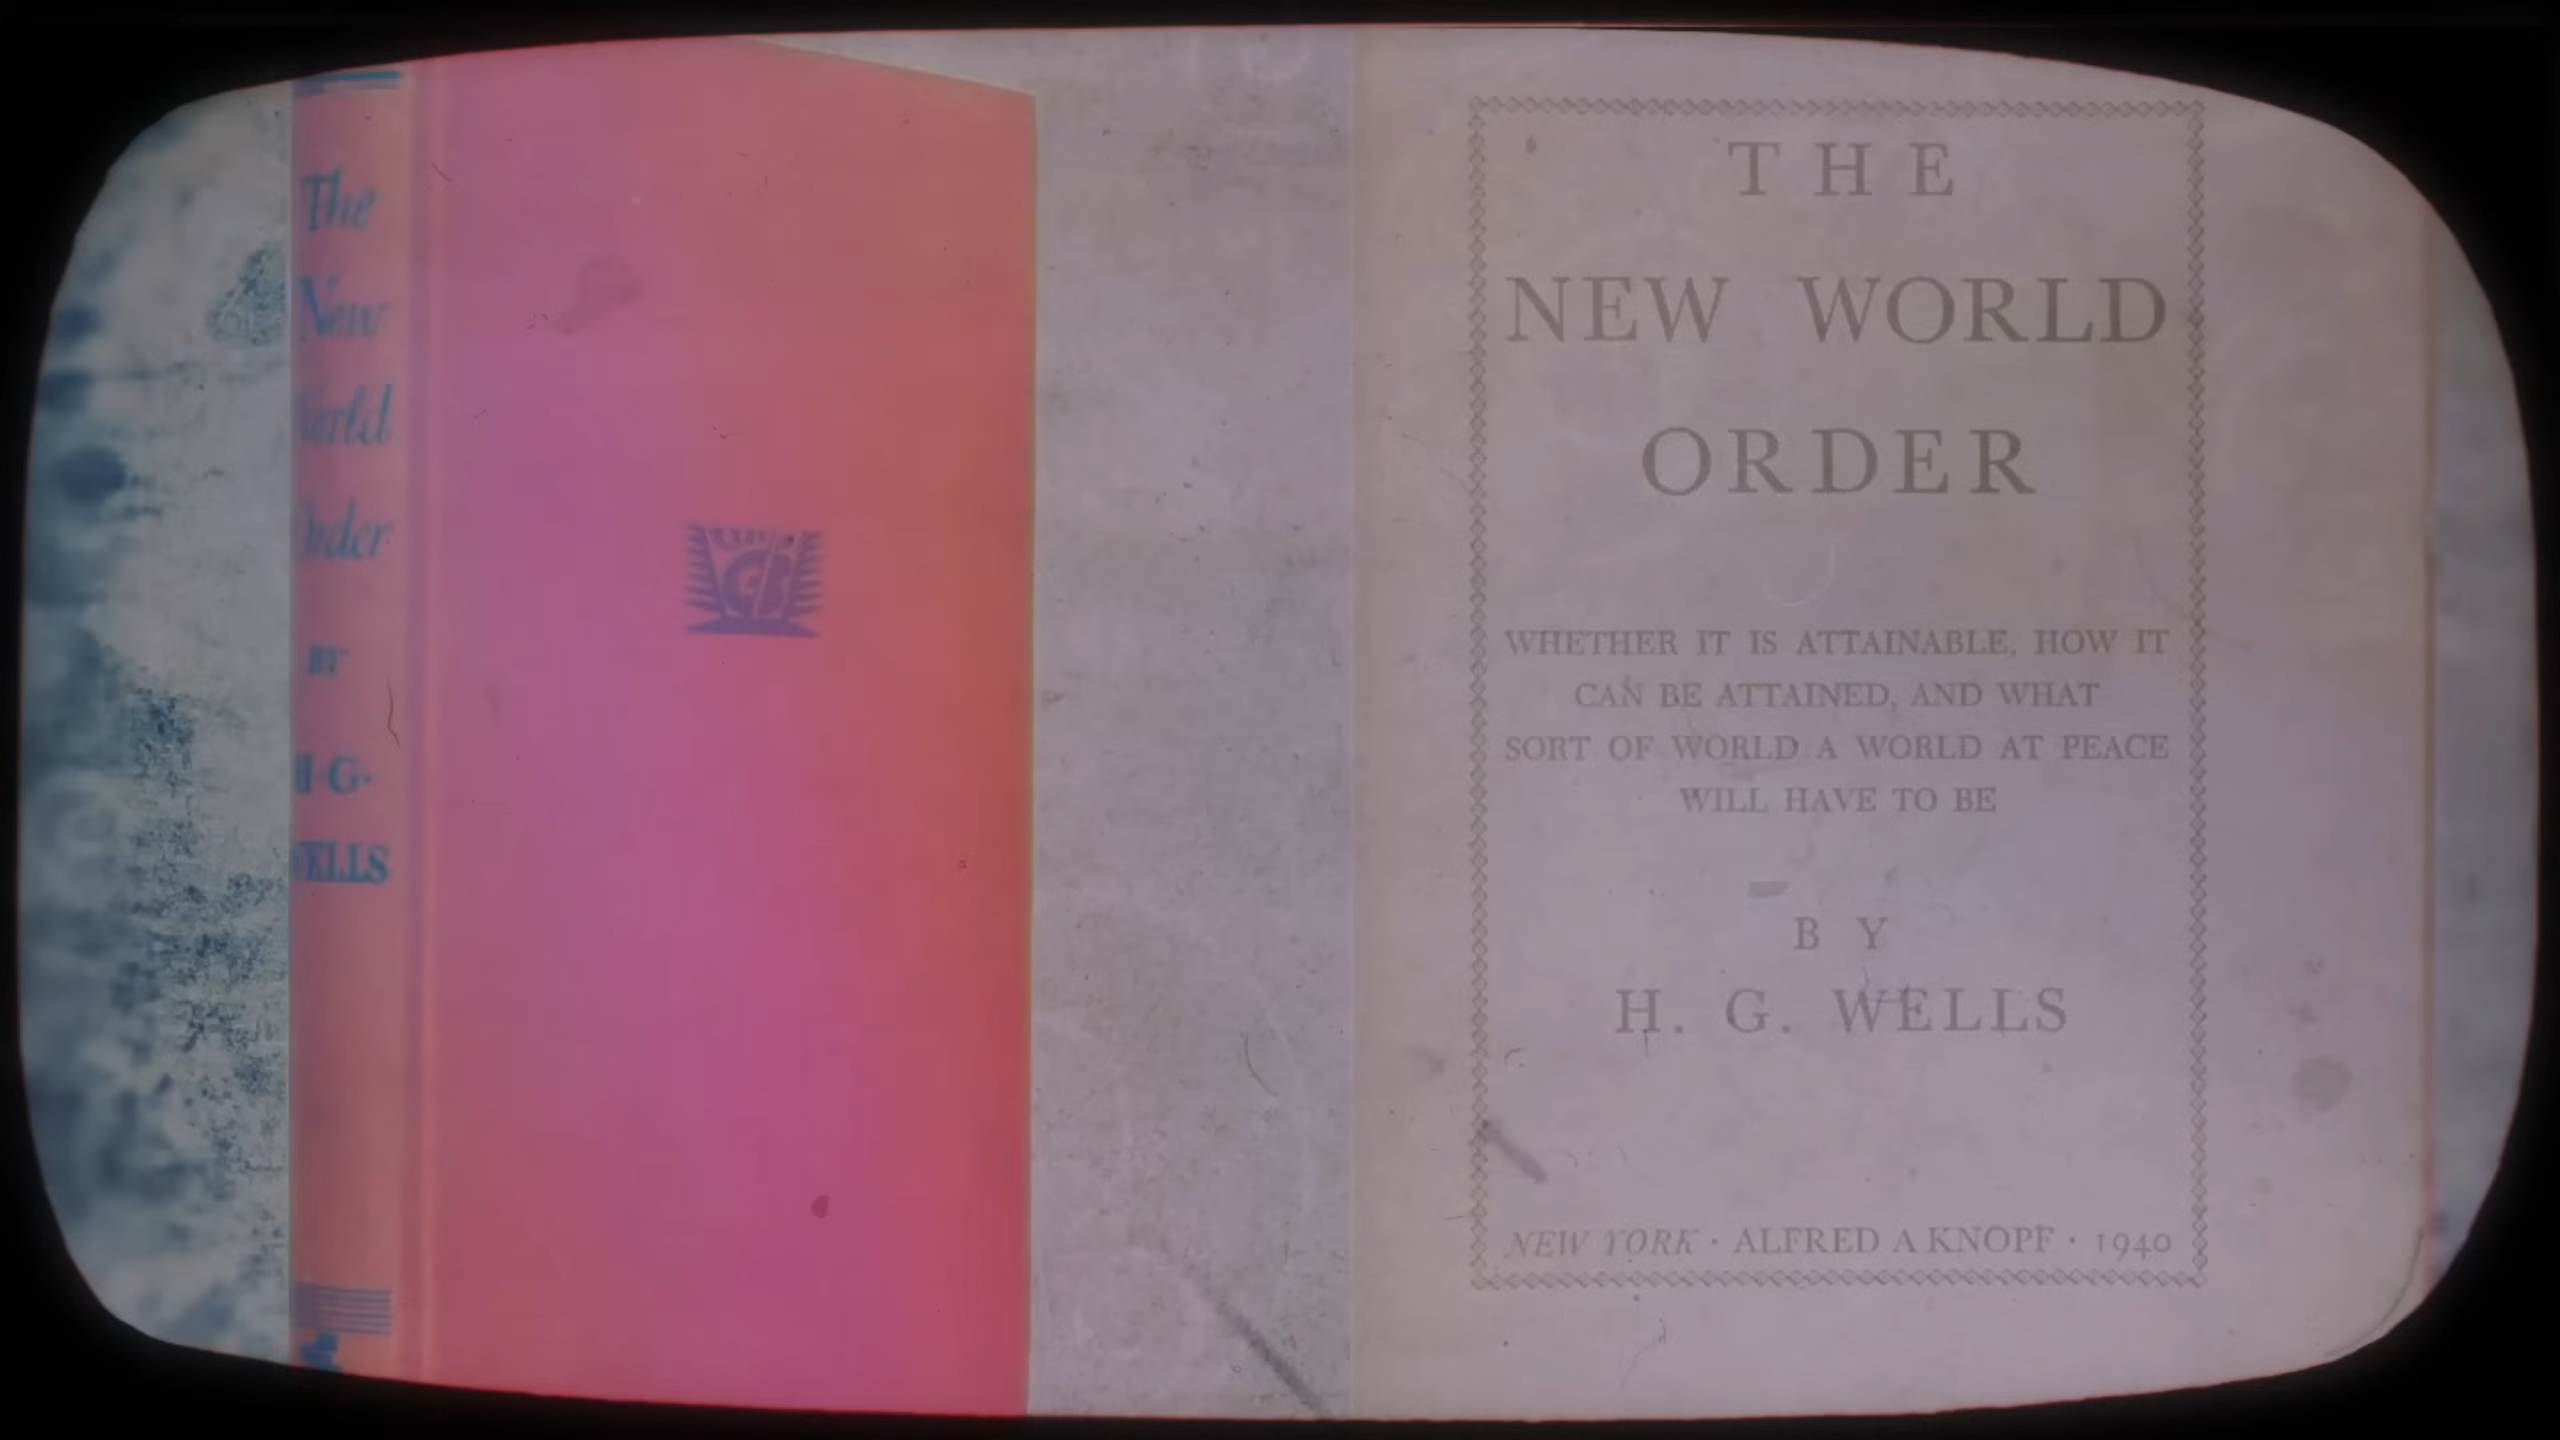 The
New
World
Order
BY
H·G·
WELLS
THE
NEW WORLD
ORDER
WHETHER IT IS ATTAINABLE, HOW IT
CAN BE ATTAINED, AND WHAT
SORT OF WORLD A WORLD AT PEACE
WILL HAVE TO BE
BY
H. G. WELLS
NEW YORK · ALFRED A KNOPF · 1940